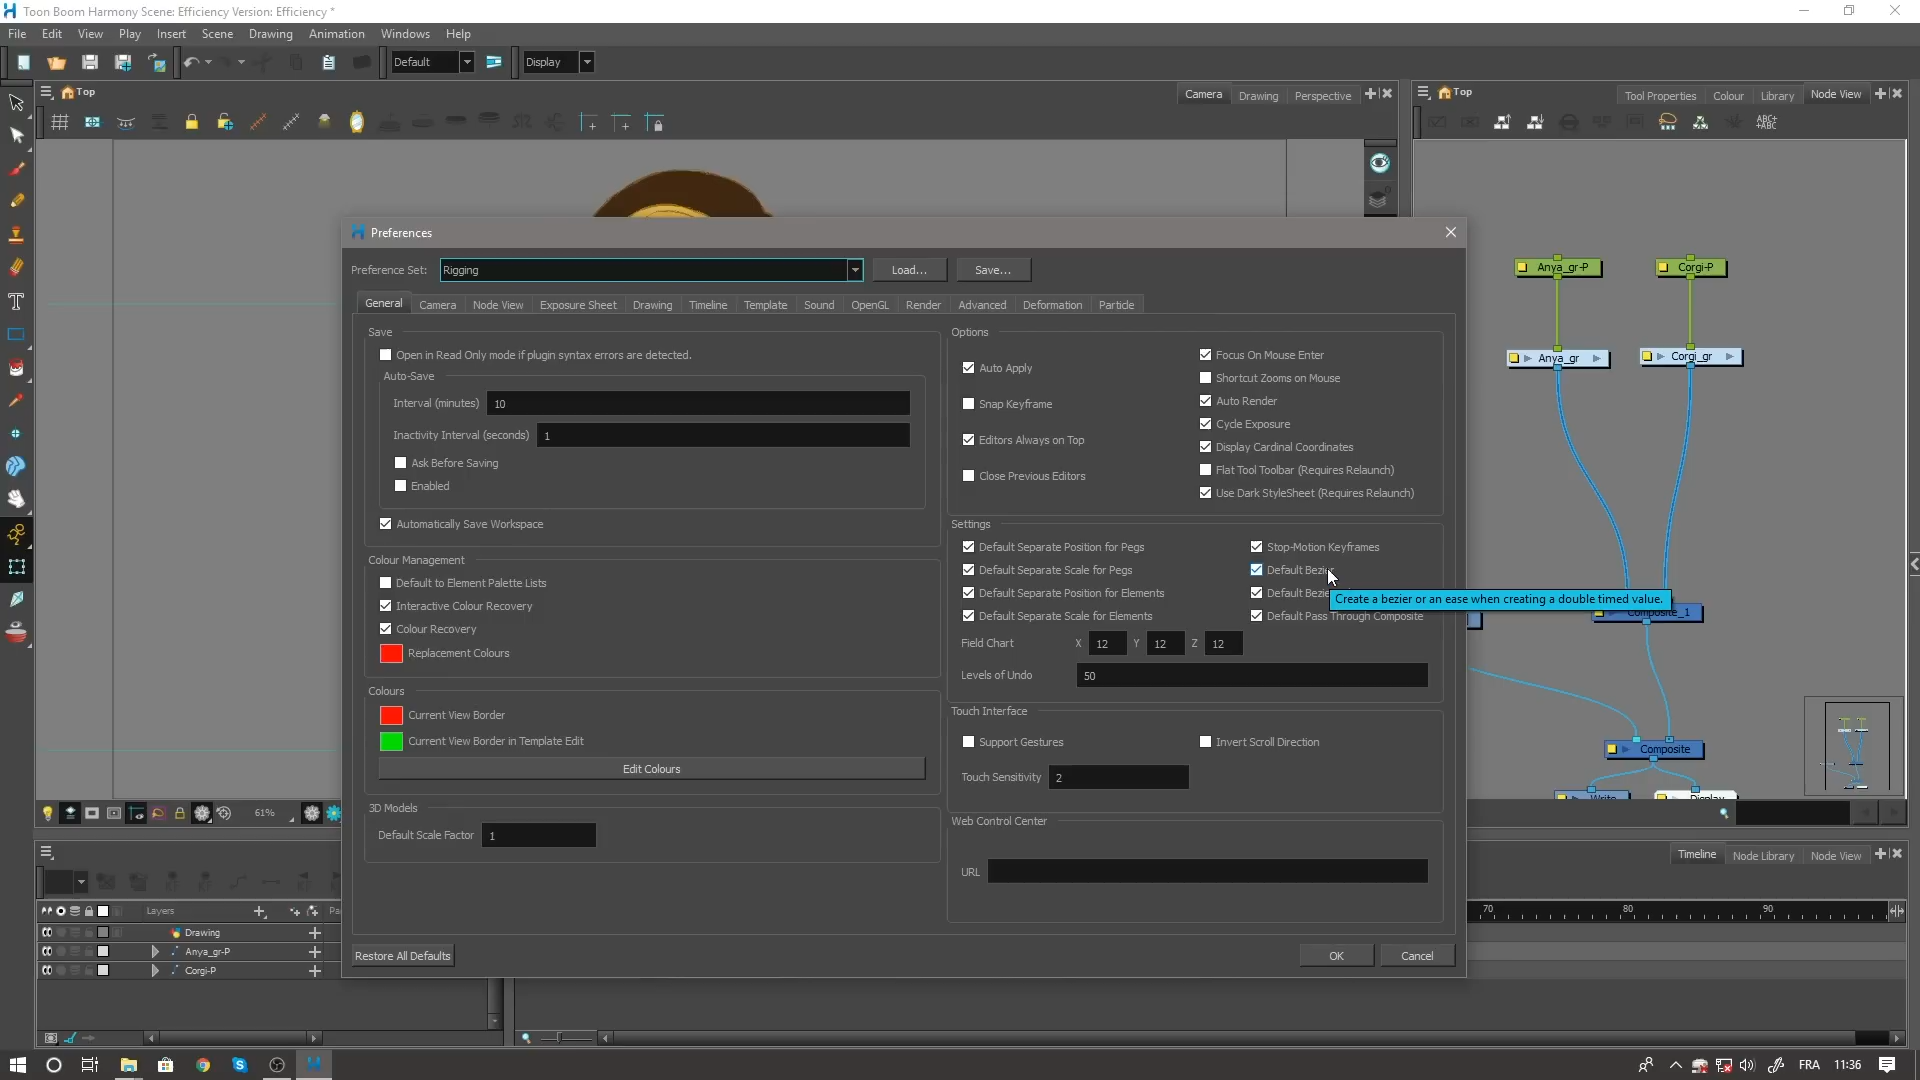 Toon Boom Harmony Scene: Efficiency Version: Efficiency *
File Edit View Play Insert Scene Drawing Animation Windows Help
Default Display
Top Camera Drawing Perspective
Top Tool Properties Colour Library Node View
Preferences
Preference Set: Rigging Load... Save...
General Camera Node View Exposure Sheet Drawing Timeline Template Sound OpenGL Render Advanced Deformation Particle
Save
Open in Read Only mode if plugin syntax errors are detected.
Auto-Save
Interval (minutes) 10
Inactivity Interval (seconds) 1
Ask Before Saving
Enabled
Automatically Save Workspace
Colour Management
Default to Element Palette Lists
Interactive Colour Recovery
Colour Recovery
Replacement Colours
Colours
Current View Border
Current View Border in Template Edit
Edit Colours
3D Models
Default Scale Factor 1
Options
Auto Apply
Snap Keyframe
Editors Always on Top
Close Previous Editors
Focus On Mouse Enter
Shortcut Zooms on Mouse
Auto Render
Cycle Exposure
Display Cardinal Coordinates
Flat Tool Toolbar (Requires Relaunch)
Use Dark StyleSheet (Requires Relaunch)
Settings
Default Separate Position for Pegs
Default Separate Scale for Pegs
Default Separate Position for Elements
Default Separate Scale for Elements
Stop-Motion Keyframes
Default Bezier
Default Bezie
Create a bezier or an ease when creating a double timed value.
Default Pass Through Composite
Field Chart X 12 Y 12 Z 12
Levels of Undo 50
Touch Interface
Support Gestures Invert Scroll Direction
Touch Sensitivity 2
Web Control Center
URL
Restore All Defaults OK Cancel
Anya_gr-P Corgi-P
Anya_gr Corgi_gr
Composite_1
Composite
Write Display
61%
Timeline Node Library Node View
Layers Pa
70 80 90
Drawing
Anya_gr-P
Corgi-P
FRA 11:36